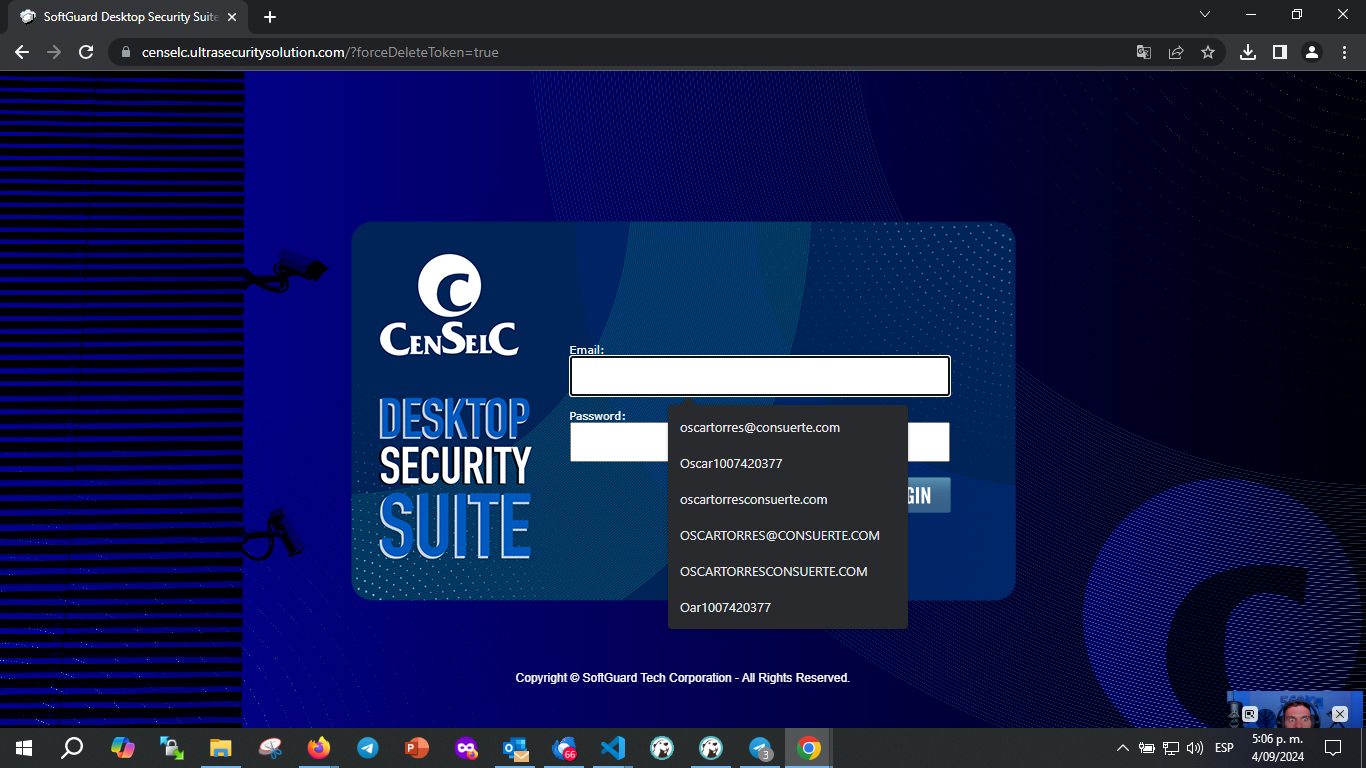 SoftGuard Desktop Security Suite
censelc.ultrasecuritysolution.com/?forceDeleteToken=true
C
CENSELC
DESKTOP
SECURITY
SUITE
Email:
Password:
oscartorres@consuerte.com
Oscar1007420377
oscartorresconsuerte.com
OSCARTORRES@CONSUERTE.COM
OSCARTORRESCONSUERTE.COM
Oar1007420377
GIN
Copyright © SoftGuard Tech Corporation - All Rights Reserved.
66
3
ESP
5:06 p. m.
4/09/2024